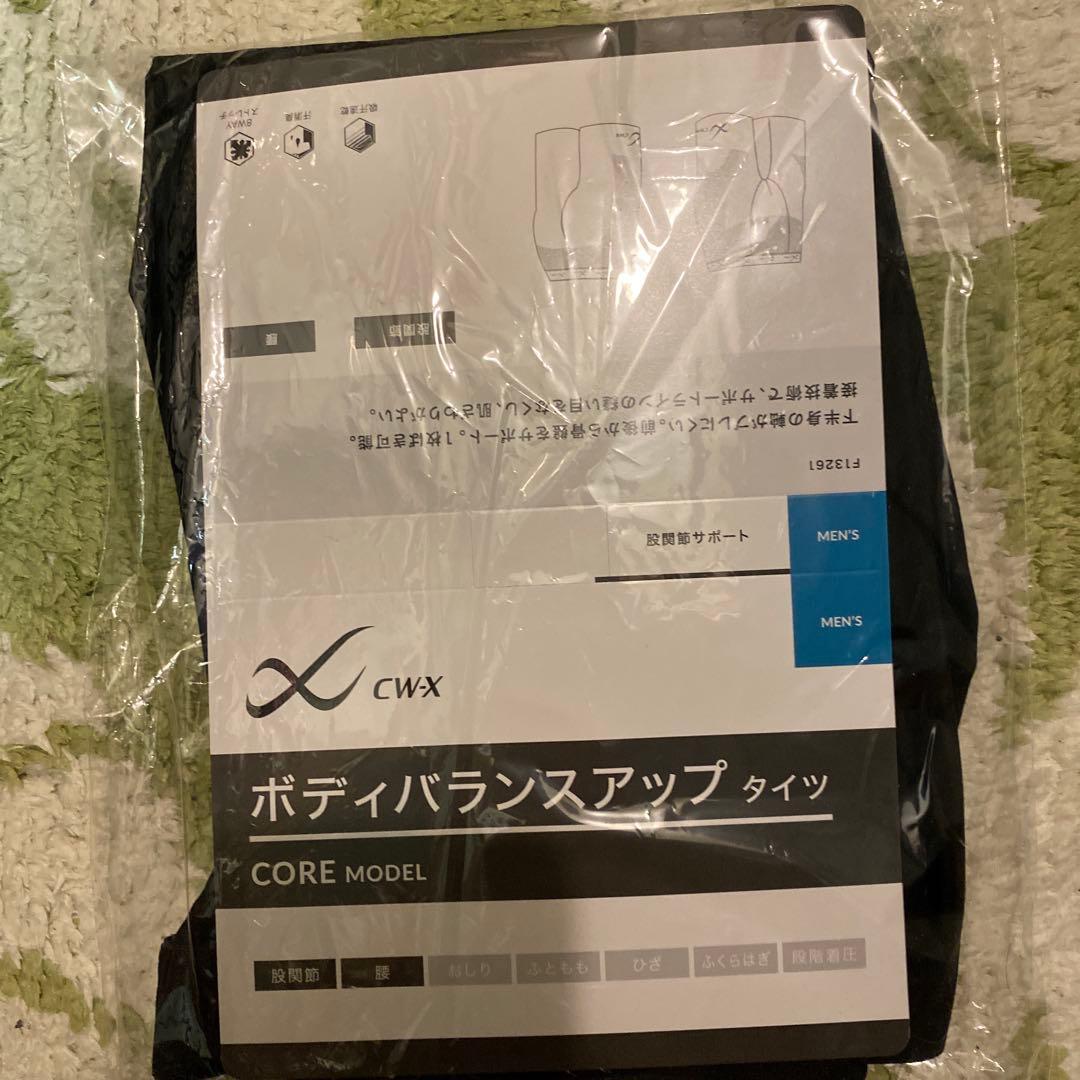 8WAY
ストレッチ
汗消臭
吸汗速乾
CW-X
腰
股関節
F13261
下半身の軸がブレにくい。前後から骨盤をサポート。1枚ばき可能。
接着技術で、サポートラインの縫い目をなくし、肌さわりがよい。
股関節サポート
MEN'S
MEN'S
CW-X
ボディバランスアップ タイツ
CORE MODEL
股関節 腰 おしり ふともも ひざ ふくらはぎ 段階着圧